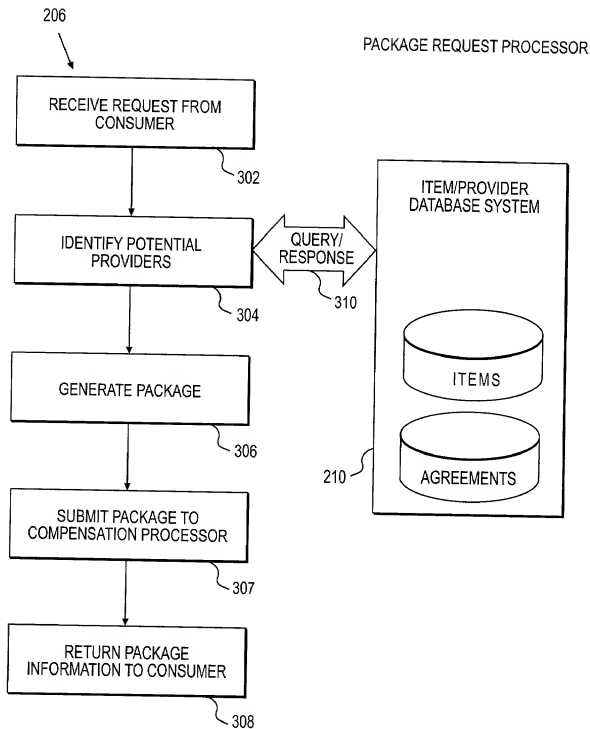 206
PACKAGE REQUEST PROCESSOR
RECEIVE REQUEST FROM
CONSUMER
302
IDENTIFY POTENTIAL
PROVIDERS
304
QUERY/
RESPONSE
310
ITEM/PROVIDER
DATABASE SYSTEM
ITEMS
AGREEMENTS
210
GENERATE PACKAGE
306
SUBMIT PACKAGE TO
COMPENSATION PROCESSOR
307
RETURN PACKAGE
INFORMATION TO CONSUMER
308